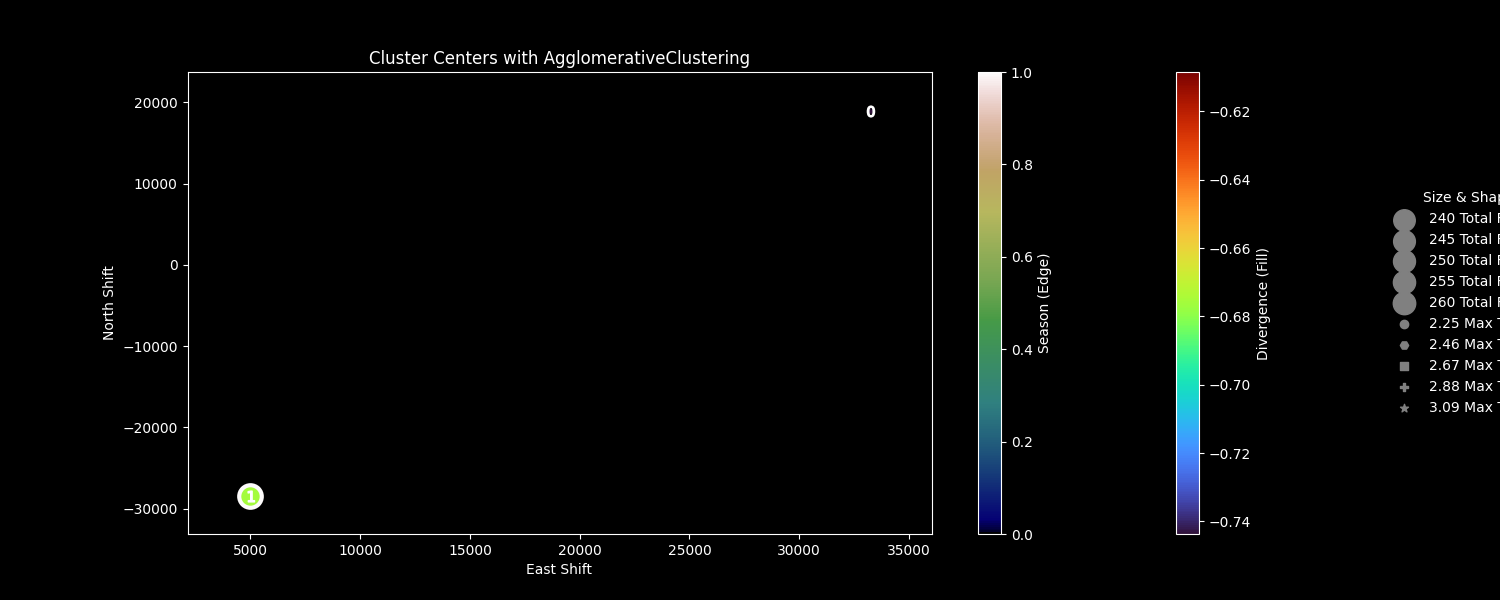 Cluster Centers with AgglomerativeClustering
20000
10000
0
−10000
−20000
−30000
North Shift
0
1
5000
10000
15000
20000
25000
30000
35000
East Shift
1.0
0.8
0.6
0.4
0.2
0.0
Season (Edge)
−0.62
−0.64
−0.66
−0.68
−0.70
−0.72
−0.74
Divergence (Fill)
Size &
240 Total
245 Total
250 Total
255 Total
260 Total
2.25 Max
2.46 Max
2.67 Max
2.88 Max
3.09 Max